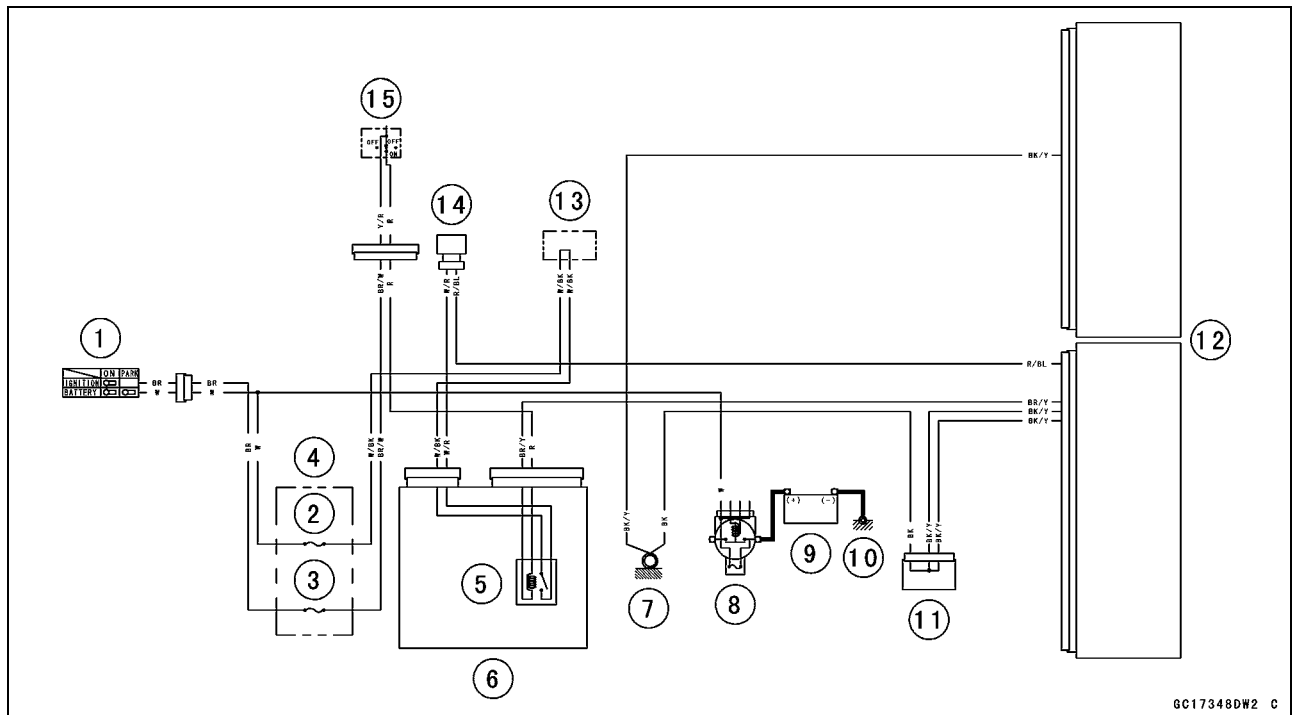 15
OFF OFF
ON
Y/R
R
14
13
BK/Y
BR/W
R
W/R
R/BL
W/BK
W/BK
1
12
ON PARK
IGNITION
BATTERY
BR BR
W W
R/BL
BR/Y
BK/Y
BK/Y
BR
W
4
W/BK
BR/W
W/BK
W/R
BR/Y
R
2
W
(+) (-)
BK/Y
BK
BK
BK/Y
BK/Y
3
5
9
10
7
8
11
6
GC17348DW2 C